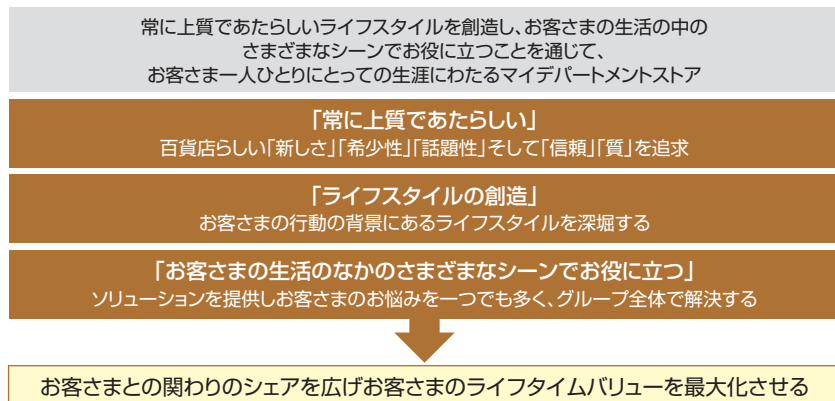 常に上質であたらしいライフスタイルを創造し、お客さまの生活の中の
さまざまなシーンでお役に立つことを通じて、
お客さま一人ひとりにとっての生涯にわたるマイデパートメントストア
「常に上質であたらしい」
百貨店らしい「新しさ」「希少性」「話題性」そして「信頼」「質」を追求
「ライフスタイルの創造」
お客さまの行動の背景にあるライフスタイルを深堀する
「お客さまの生活のなかのさまざまなシーンでお役に立つ」
ソリューションを提供しお客さまのお悩みを一つでも多く、グループ全体で解決する
お客さまとの関わりのシェアを広げお客さまのライフタイムバリューを最大化させる